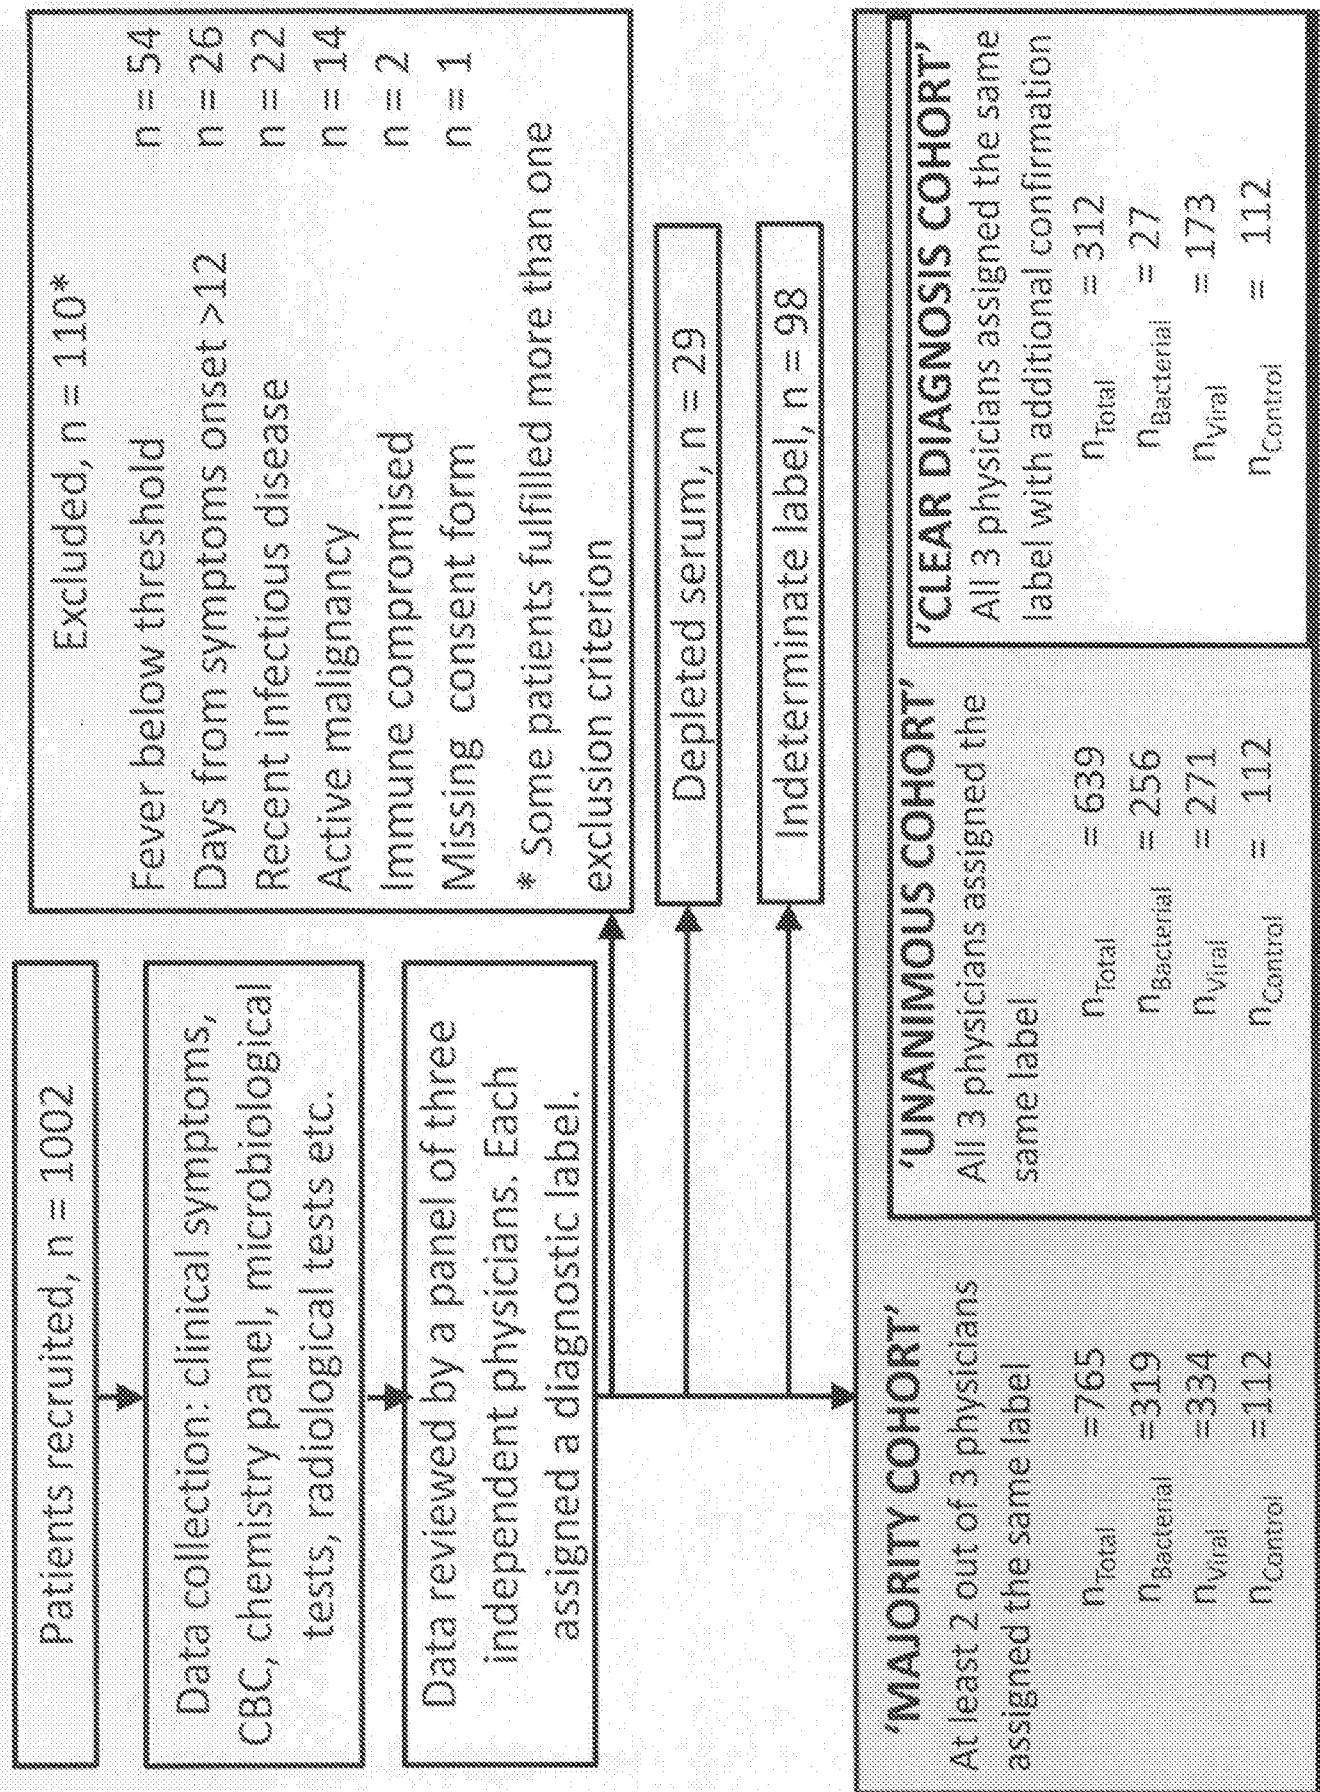 Patients recruited, n = 1002
Data collection: clinical symptoms,
CBC, chemistry panel, microbiological
tests, radiological tests etc.
Data reviewed by a panel of three
independent physicians. Each
assigned a diagnostic label.
Excluded, n = 110*
Fever below threshold n = 54
Days from symptoms onset >12 n = 26
Recent infectious disease n = 22
Active malignancy n = 14
Immune compromised n = 2
Missing consent form n = 1
* Some patients fulfilled more than one
exclusion criterion
Depleted serum, n = 29
Indeterminate label, n = 98
'MAJORITY COHORT'
At least 2 out of 3 physicians
assigned the same label
nTotal =765
nBacterial =319
nViral =334
nControl =112
'UNANIMOUS COHORT'
All 3 physicians assigned the
same label
nTotal = 639
nBacterial = 256
nViral = 271
nControl = 112
'CLEAR DIAGNOSIS COHORT'
All 3 physicians assigned the same
label with additional confirmation
nTotal = 312
nBacterial = 27
nViral = 173
nControl = 112